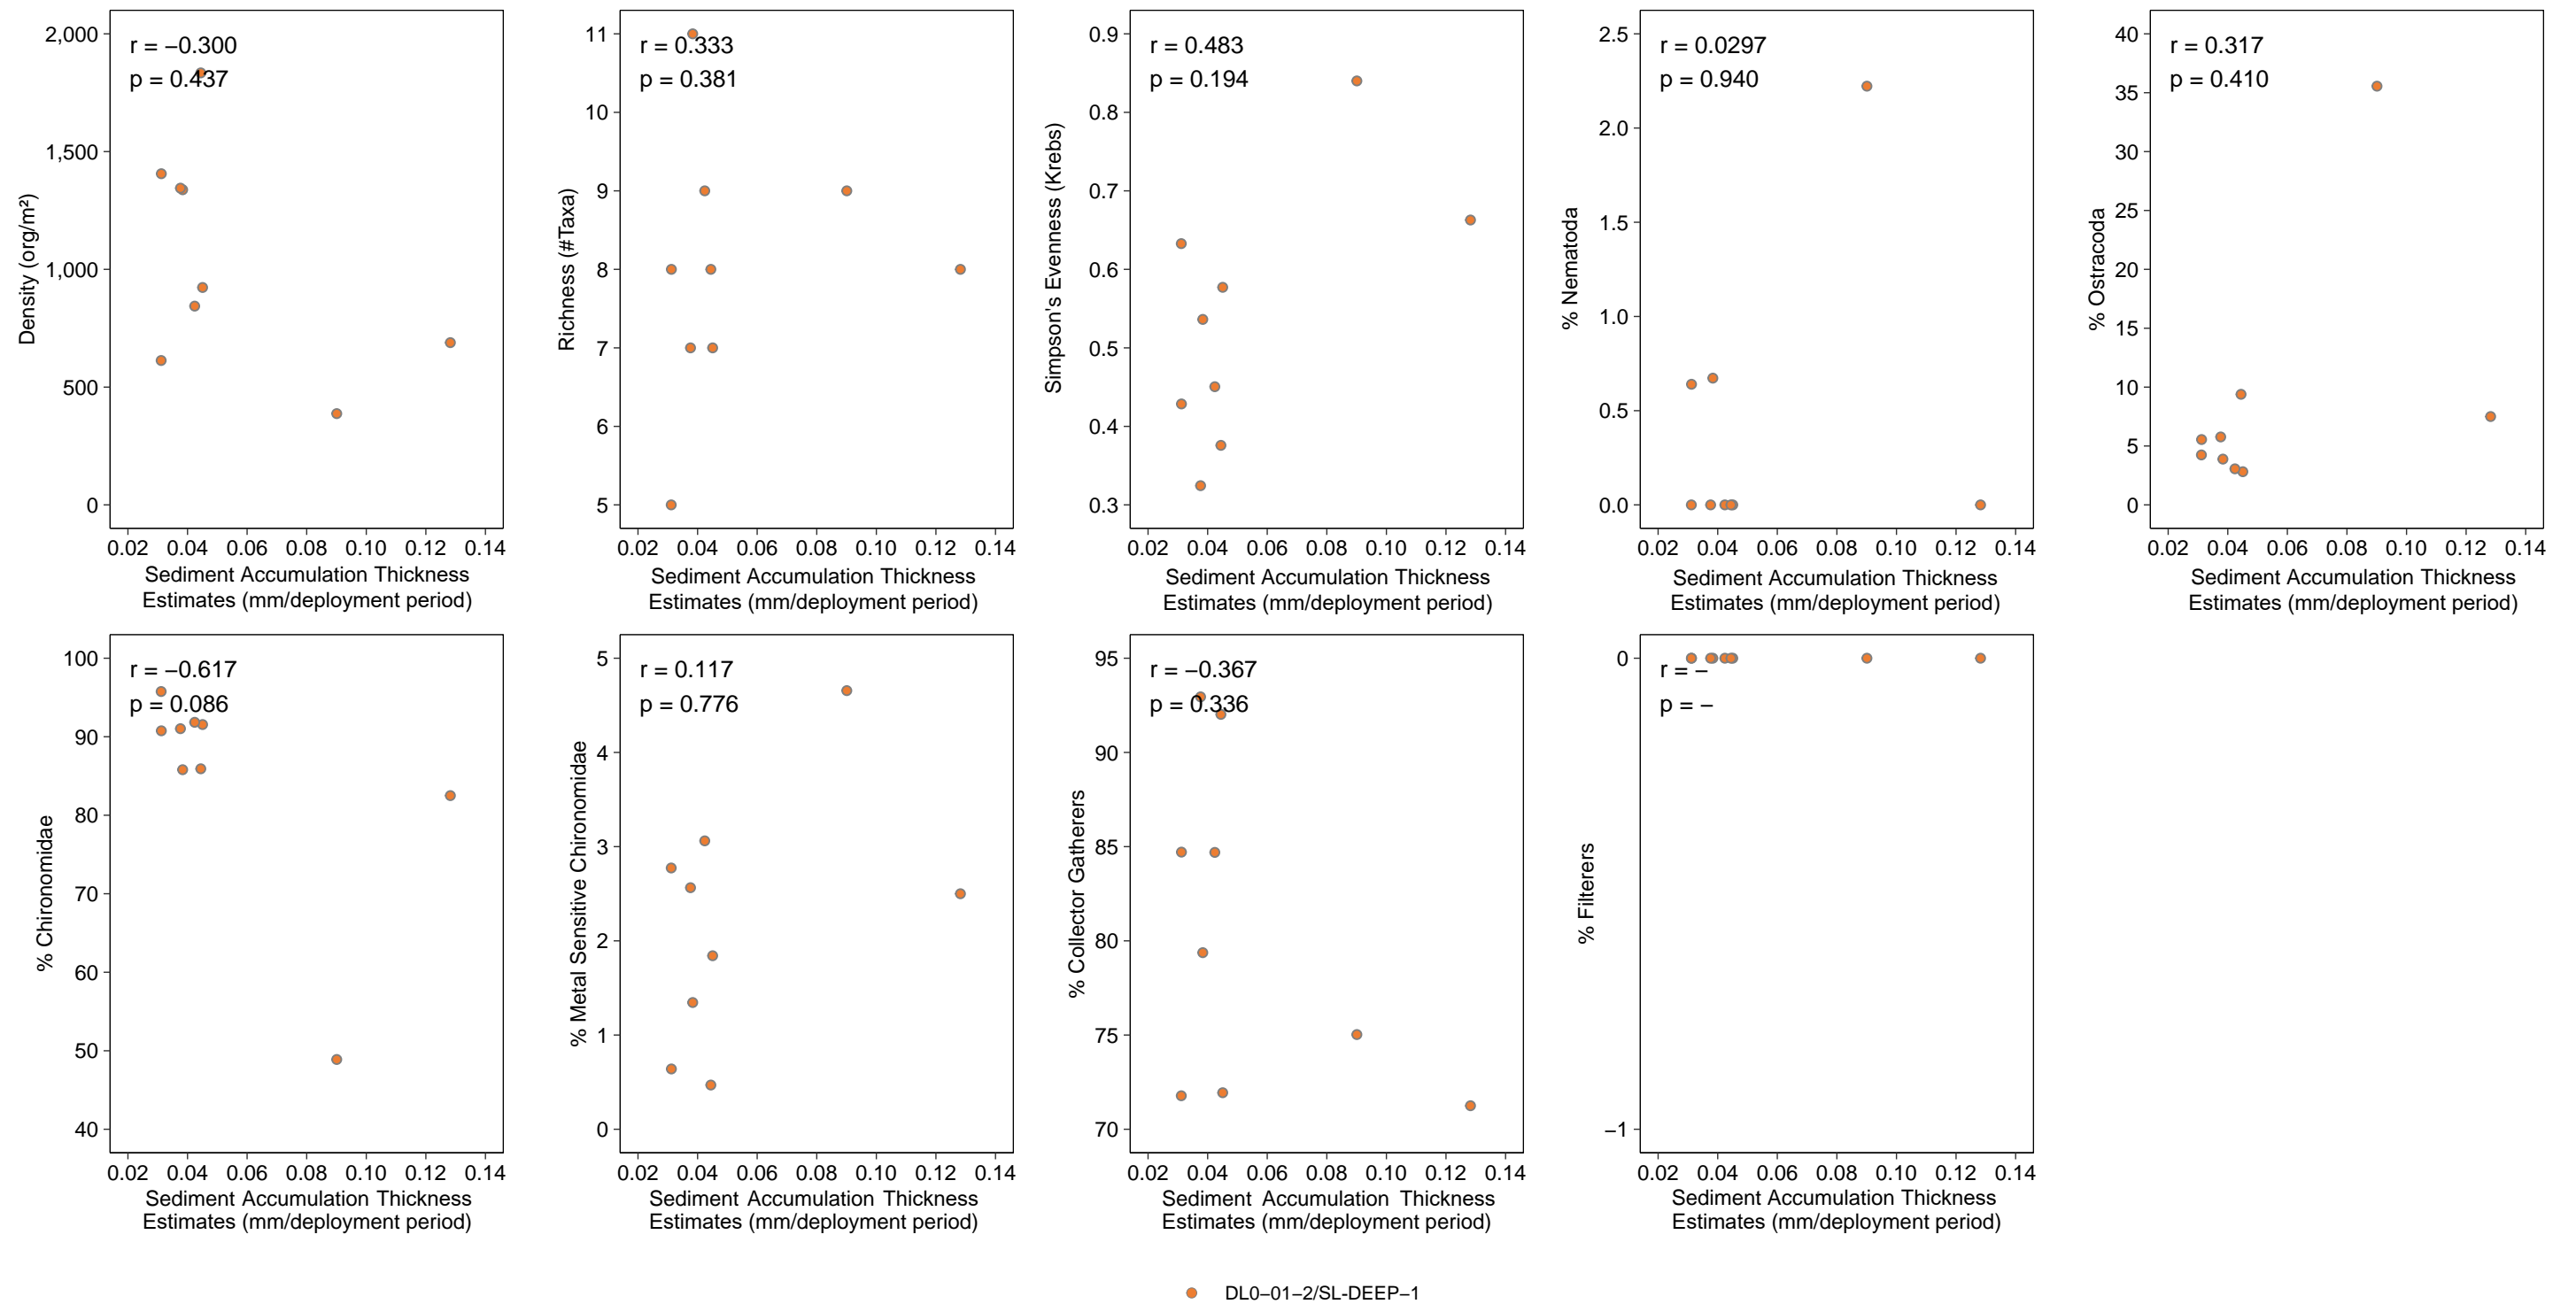 r = −0.300
p = 0.437
2,000
1,500
1,000
500
0
Density (org/m²)
0.02 0.04 0.06 0.08 0.10 0.12 0.14
Sediment Accumulation Thickness
Estimates (mm/deployment period)
r = 0.333
p = 0.381
11
10
9
8
7
6
5
Richness (#Taxa)
0.02 0.04 0.06 0.08 0.10 0.12 0.14
Sediment Accumulation Thickness
Estimates (mm/deployment period)
r = 0.483
p = 0.194
0.9
0.8
0.7
0.6
0.5
0.4
0.3
Simpson's Evenness (Krebs)
0.02 0.04 0.06 0.08 0.10 0.12 0.14
Sediment Accumulation Thickness
Estimates (mm/deployment period)
r = 0.0297
p = 0.940
2.5
2.0
1.5
1.0
0.5
0.0
% Nematoda
0.02 0.04 0.06 0.08 0.10 0.12 0.14
Sediment Accumulation Thickness
Estimates (mm/deployment period)
r = 0.317
p = 0.410
40
35
30
25
20
15
10
5
0
% Ostracoda
0.02 0.04 0.06 0.08 0.10 0.12 0.14
Sediment Accumulation Thickness
Estimates (mm/deployment period)
r = −0.617
p = 0.086
100
90
80
70
60
50
40
% Chironomidae
0.02 0.04 0.06 0.08 0.10 0.12 0.14
Sediment Accumulation Thickness
Estimates (mm/deployment period)
r = 0.117
p = 0.776
5
4
3
2
1
0
% Metal Sensitive Chironomidae
0.02 0.04 0.06 0.08 0.10 0.12 0.14
Sediment Accumulation Thickness
Estimates (mm/deployment period)
r = −0.367
p = 0.336
95
90
85
80
75
70
% Collector Gatherers
0.02 0.04 0.06 0.08 0.10 0.12 0.14
Sediment Accumulation Thickness
Estimates (mm/deployment period)
r = −
p = −
0
−1
% Filterers
0.02 0.04 0.06 0.08 0.10 0.12 0.14
Sediment Accumulation Thickness
Estimates (mm/deployment period)
DL0−01−2/SL-DEEP−1